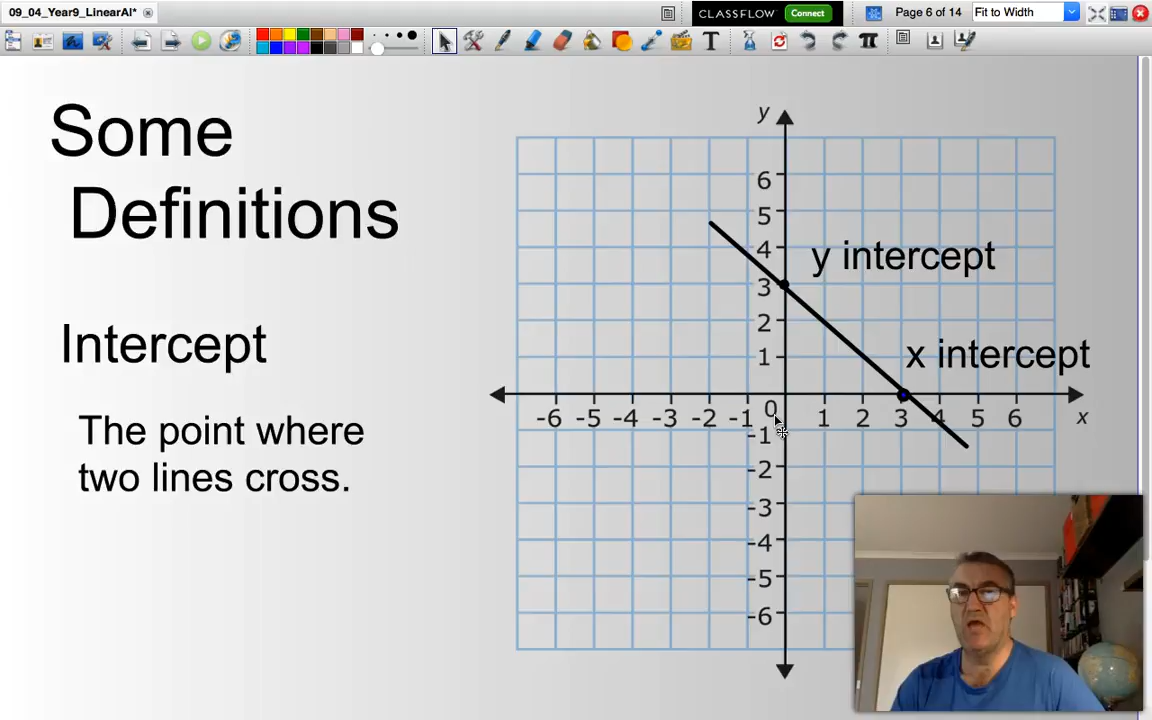 09_04_Year9_LinearAl*
CLASSFLOW Connect
Page 6 of 14
Fit to Width
Some
Definitions
Intercept
The point where
two lines cross.
y
6
5
4
y intercept
3
2
1
x intercept
-6 -5 -4 -3 -2 -1 0 1 2 3 4 5 6 x
-1
-2
-3
-4
-5
-6